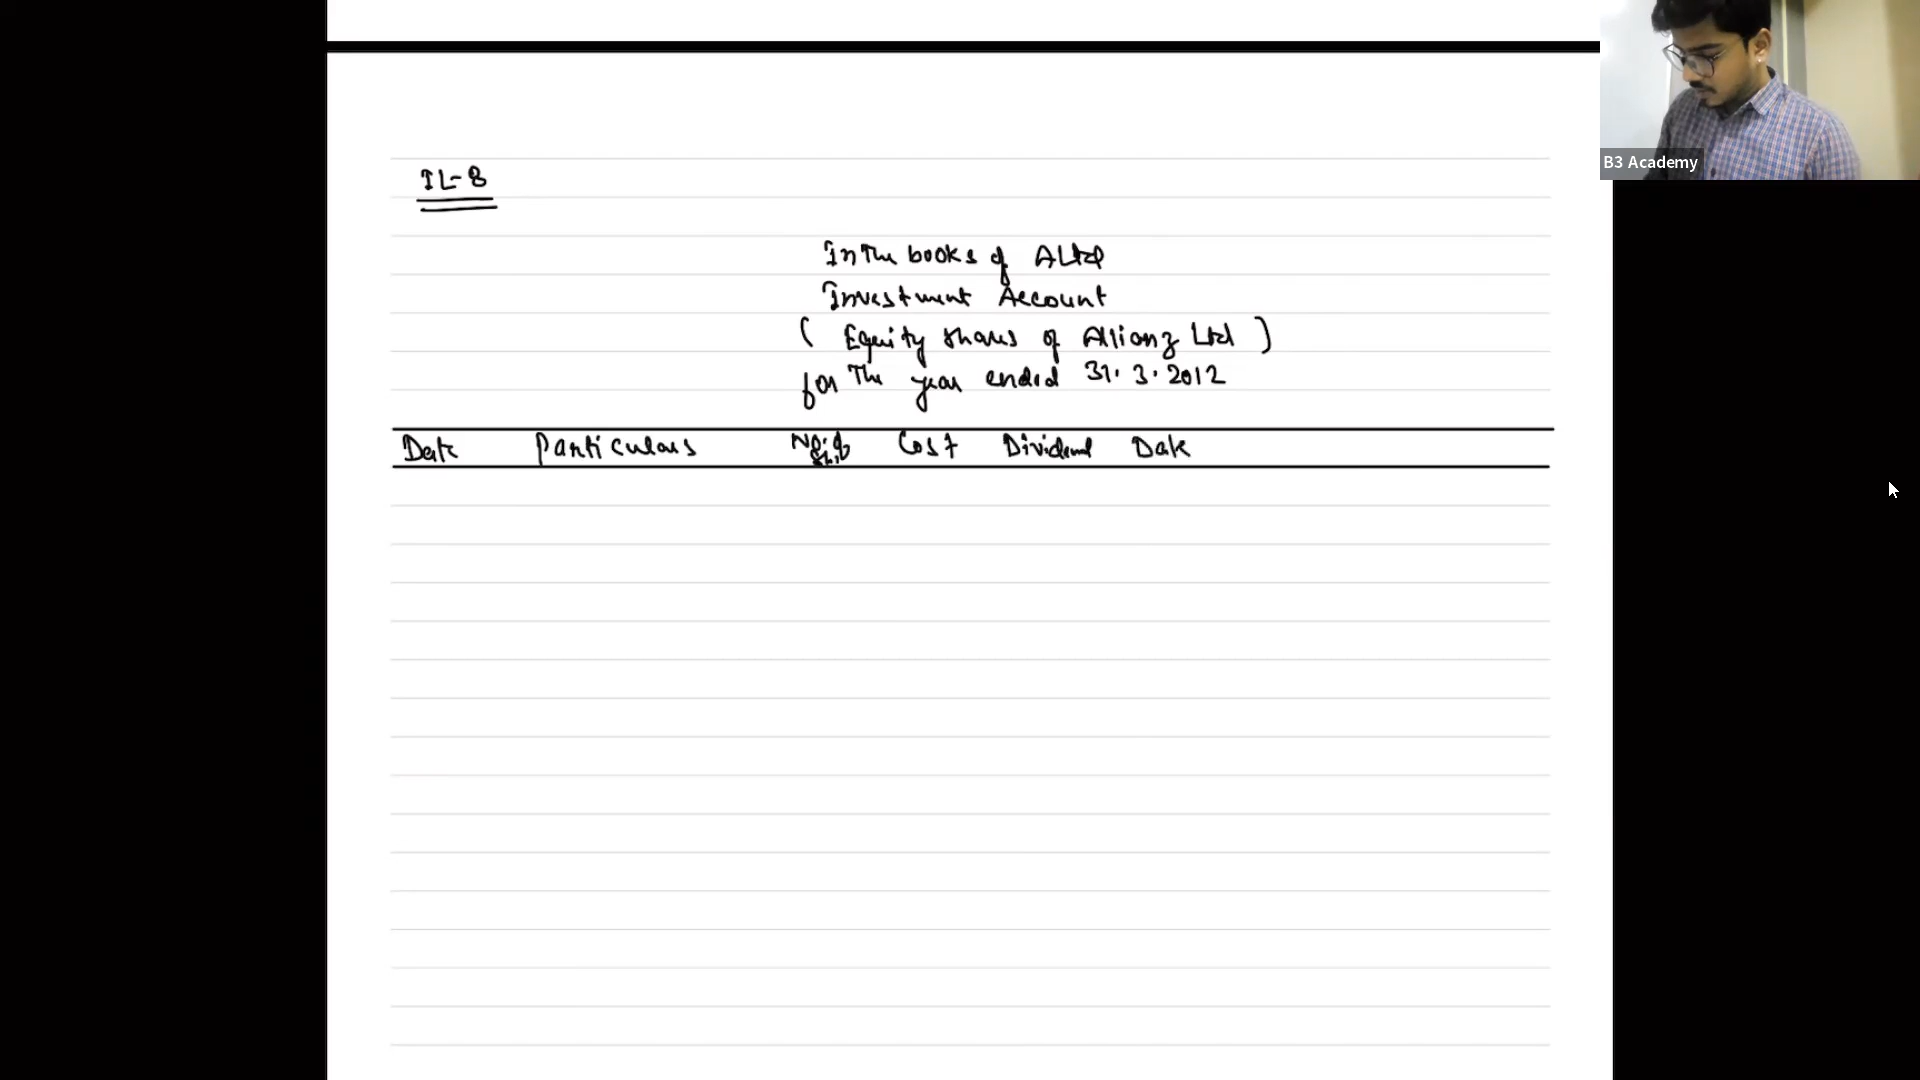 IL-8
In the books of A Ltd
Investment Account
( Equity shares of Allianz Ltd )
for the year ended 31.3.2012
Date Particulars No. of Sh. Cost Dividend Date
B3 Academy